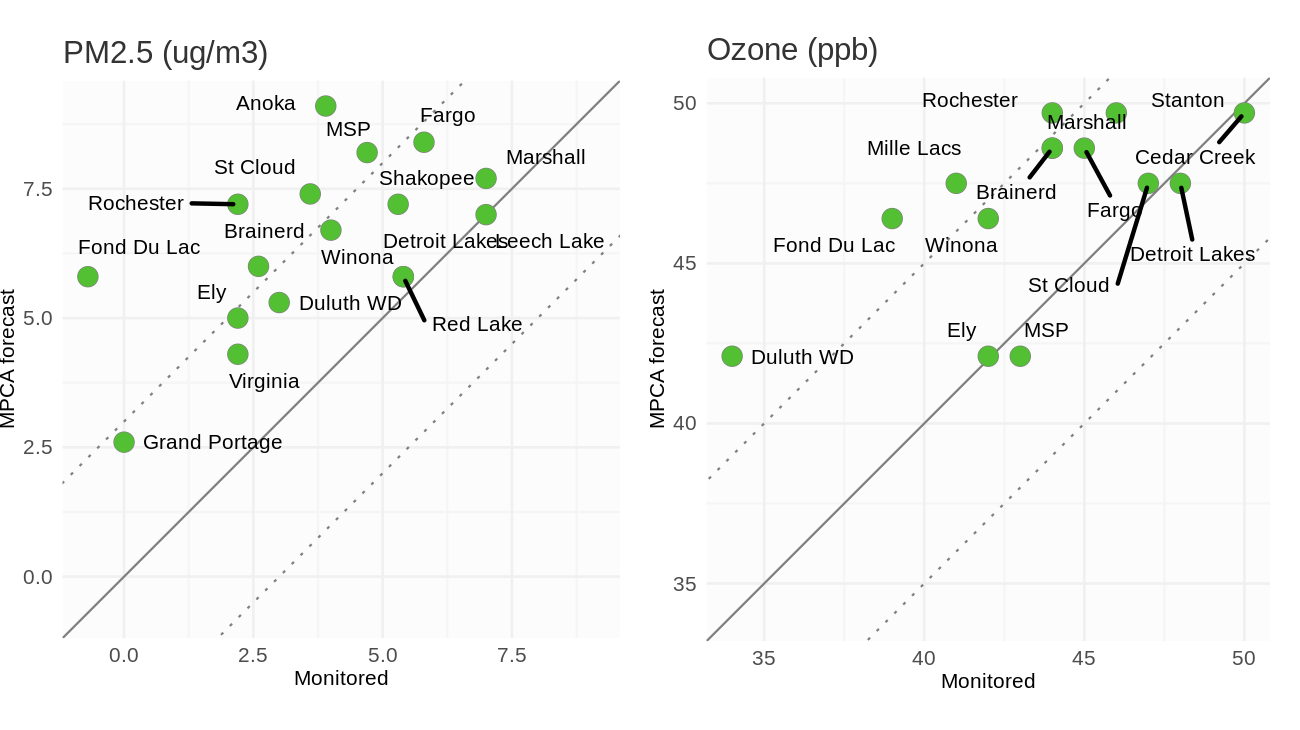 PM2.5 (ug/m3)
Anoka
Fargo
MSP
Marshall
St Cloud
Shakopee
7.5
Rochester
Brainerd
Fond Du Lac
Detroit Lakes
Leech Lake
Winona
Ely
Duluth WD
5.0
Red Lake
Virginia
2.5
Grand Portage
0.0
MPCA forecast
0.0 2.5 5.0 7.5
Monitored
Ozone (ppb)
50
Rochester
Stanton
Marshall
Mille Lacs
Cedar Creek
Brainerd
Fargo
Fond Du Lac
Winona
Detroit Lakes
45
St Cloud
Ely
MSP
Duluth WD
40
35
MPCA forecast
35 40 45 50
Monitored